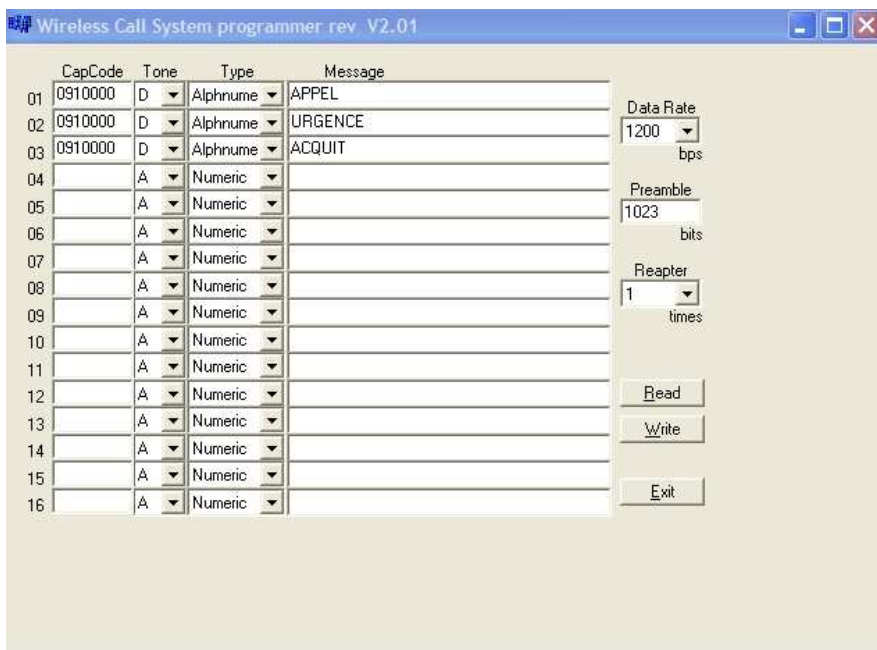 Wireless Call System programmer rev V2.01
CapCode Tone Type Message
01 0910000 D Alphnume APPEL
02 0910000 D Alphnume URGENCE
03 0910000 D Alphnume ACQUIT
04 A Numeric
05 A Numeric
06 A Numeric
07 A Numeric
08 A Numeric
09 A Numeric
10 A Numeric
11 A Numeric
12 A Numeric
13 A Numeric
14 A Numeric
15 A Numeric
16 A Numeric
Data Rate
1200
bps
Preamble
1023
bits
Reapter
1
times
Read
Write
Exit